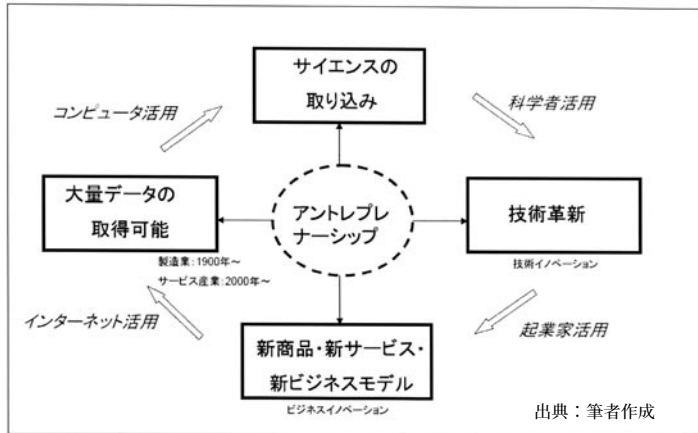 サイエンスの
取り込み
コンピュータ活用
科学者活用
大量データの
取得可能
アントレプレ
ナーシップ
技術革新
製造業：1900年～
サービス産業：2000年～
技術イノベーション
インターネット活用
起業家活用
新商品・新サービス・
新ビジネスモデル
ビジネスイノベーション
出典：筆者作成